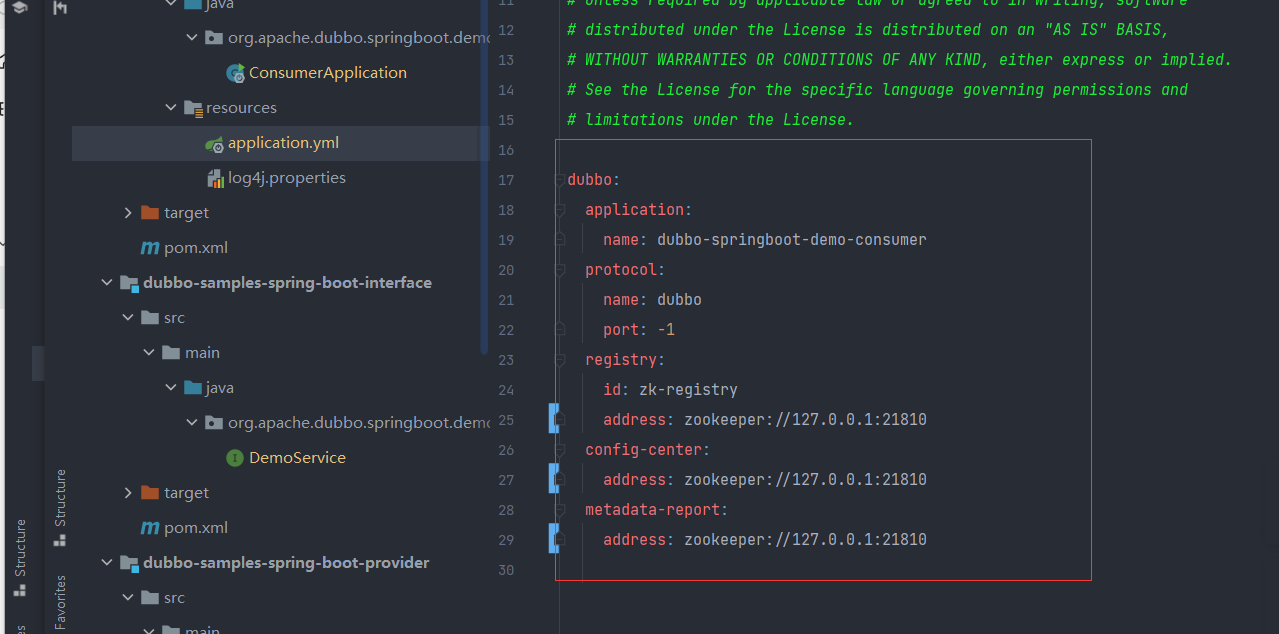 java
org.apache.dubbo.springboot.demo
ConsumerApplication
resources
application.yml
log4j.properties
target
pom.xml
dubbo-samples-spring-boot-interface
src
main
java
org.apache.dubbo.springboot.demo
DemoService
target
pom.xml
dubbo-samples-spring-boot-provider
src
main
Structure
Structure
Favorites
11 # Unless required by applicable law or agreed to in writing, software
12 # distributed under the License is distributed on an "AS IS" BASIS,
13 # WITHOUT WARRANTIES OR CONDITIONS OF ANY KIND, either express or implied.
14 # See the License for the specific language governing permissions and
15 # limitations under the License.
16
17 dubbo:
18 application:
19 name: dubbo-springboot-demo-consumer
20 protocol:
21 name: dubbo
22 port: -1
23 registry:
24 id: zk-registry
25 address: zookeeper://127.0.0.1:21810
26 config-center:
27 address: zookeeper://127.0.0.1:21810
28 metadata-report:
29 address: zookeeper://127.0.0.1:21810
30